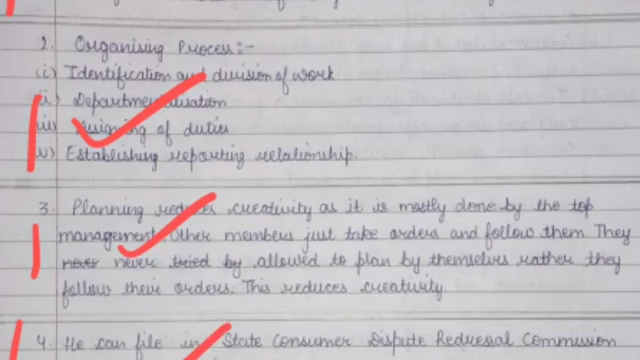 2. Organising Process:-
(i) Identification and division of work
ii) Departmentalisation
iii) Assigning of duties
iv) Establishing reporting relationship.
3. Planning reduces creativity as it is mostly done by the top
management. Other members just take orders and follow them. They
never never tried by allowed to plan by themselves rather they
follow their orders. This reduces creativity.
4. He can file in State Consumer Dispute Redressal Commission